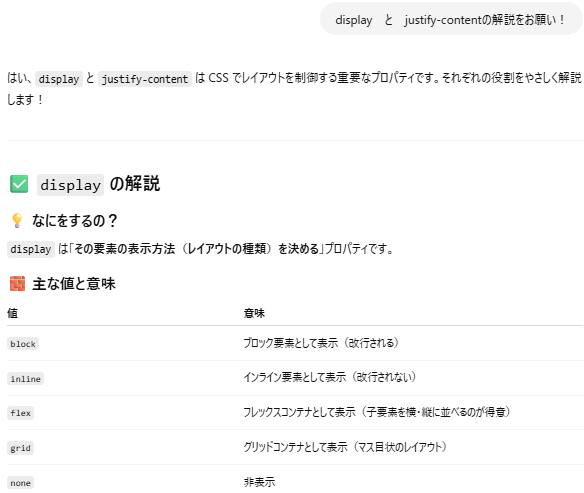 display　と　justify-contentの解説をお願い！
はい、display と justify-content は CSS でレイアウトを制御する重要なプロパティです。それぞれの役割をやさしく解説
します！
✅ display の解説
💡 なにをするの？
display は「その要素の表示方法（レイアウトの種類）を決める」プロパティです。
🧱 主な値と意味
値 意味
block ブロック要素として表示（改行される）
inline インライン要素として表示（改行されない）
flex フレックスコンテナとして表示（子要素を横・縦に並べるのが得意）
grid グリッドコンテナとして表示（マス目状のレイアウト）
none 非表示